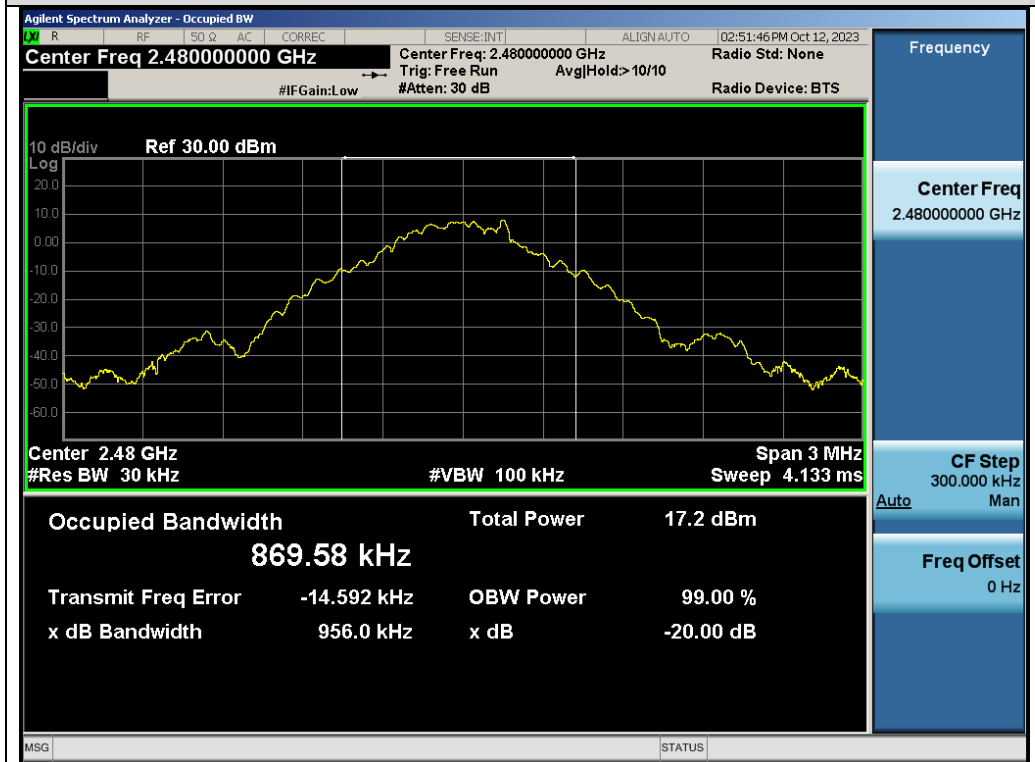 Agilent Spectrum Analyzer - Occupied BW
LXI R RF 50 Ω AC CORREC SENSE:INT ALIGN AUTO 02:51:46 PM Oct 12, 2023
Center Freq 2.480000000 GHz
Center Freq: 2.480000000 GHz
Radio Std: None
Trig: Free Run Avg|Hold:> 10/10
#IFGain:Low
#Atten: 30 dB
Radio Device: BTS
Frequency
10 dB/div Ref 30.00 dBm
Log
20.0
10.0
0.00
-10.0
-20.0
-30.0
-40.0
-50.0
-60.0
Center 2.48 GHz Span 3 MHz
#Res BW 30 kHz #VBW 100 kHz Sweep 4.133 ms
Center Freq
2.480000000 GHz
CF Step
300.000 kHz
Auto Man
Freq Offset
0 Hz
Occupied Bandwidth Total Power 17.2 dBm
869.58 kHz
Transmit Freq Error -14.592 kHz OBW Power 99.00 %
x dB Bandwidth 956.0 kHz x dB -20.00 dB
MSG STATUS